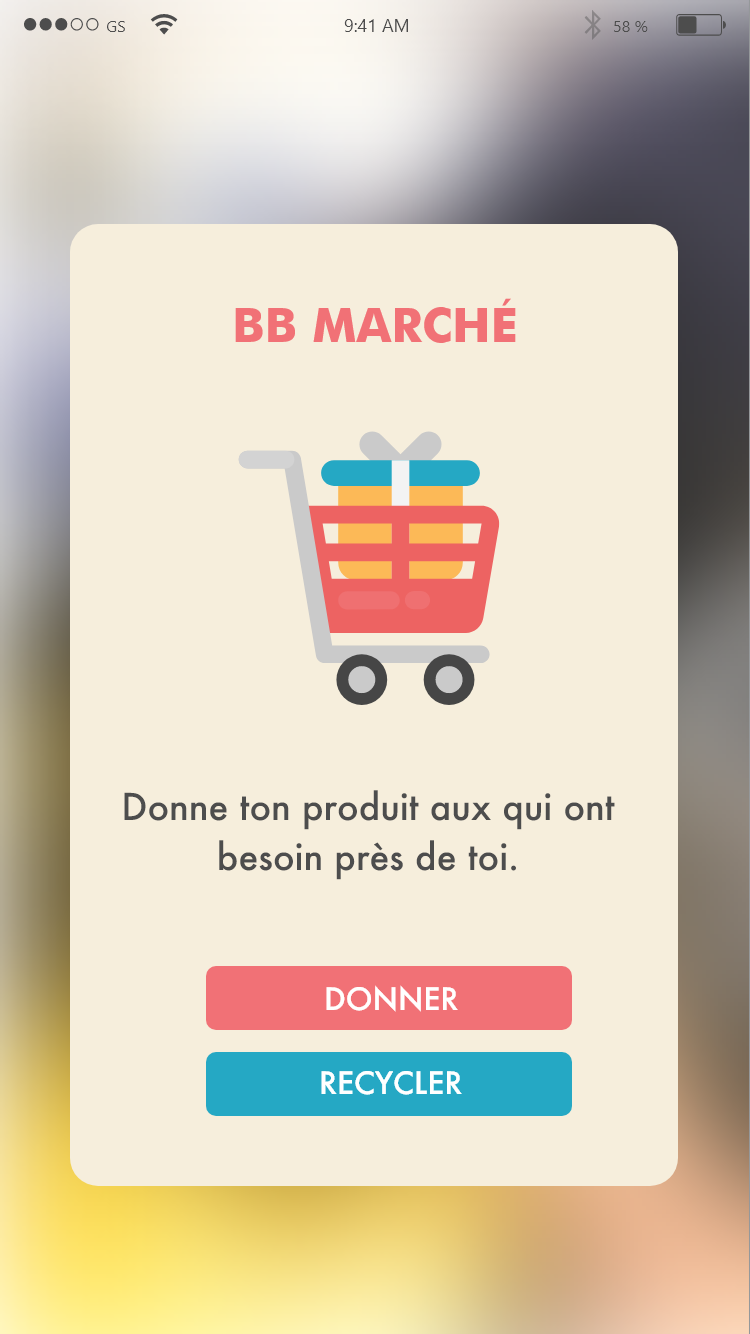 GS 9:41 AM 58 %
BB MARCHÉ
Donne ton produit aux qui ont
besoin près de toi.
DONNER
RECYCLER